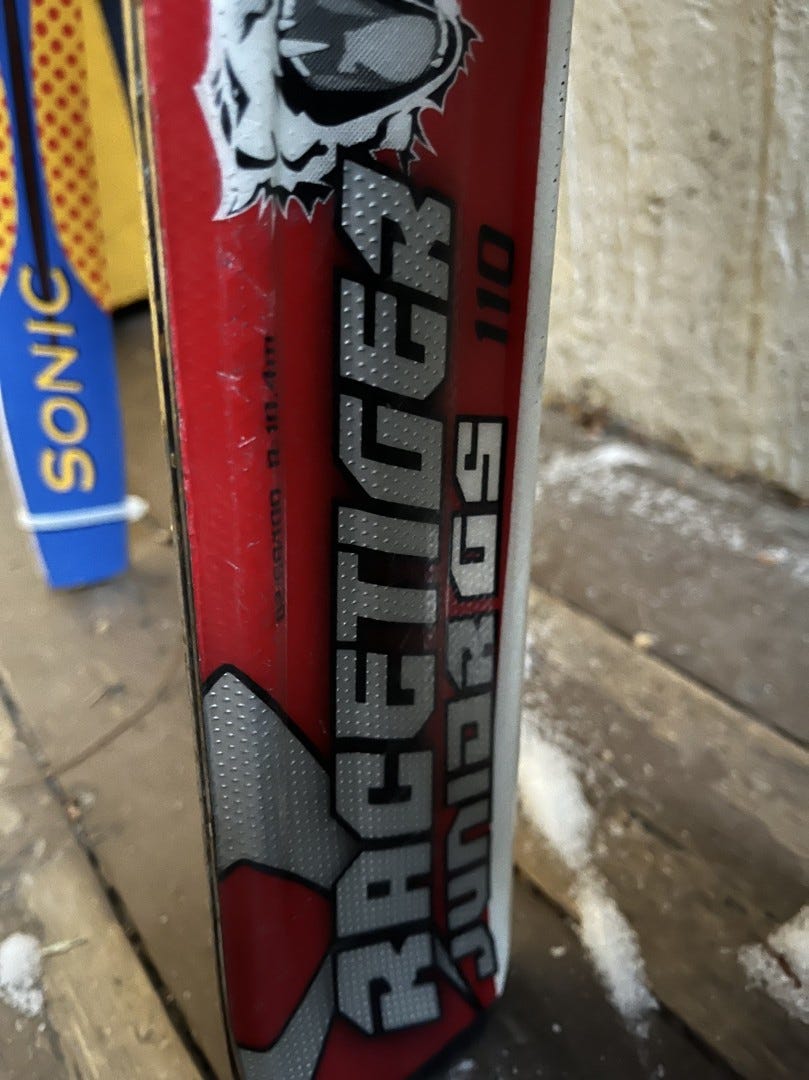 SONIC
RACETIGER
JUNIOR GS
110